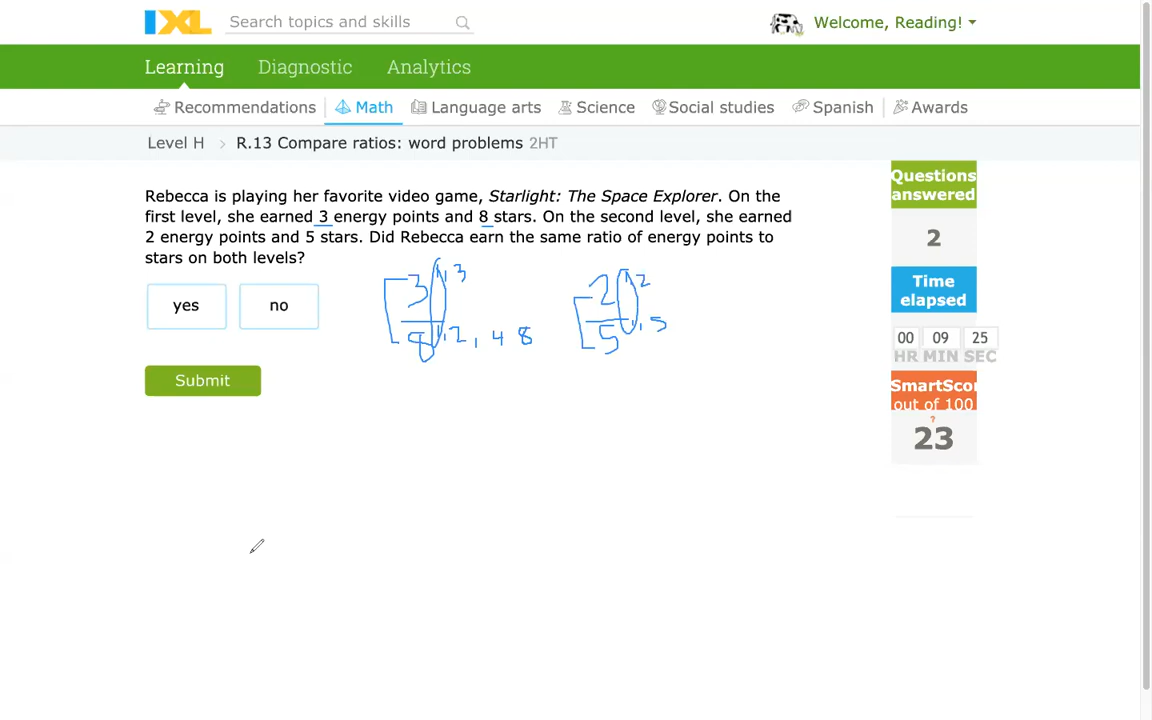 IXL Search topics and skills Welcome, Reading!
Learning Diagnostic Analytics
Recommendations Math Language arts Science Social studies Spanish Awards
Level H > R.13 Compare ratios: word problems 2HT
Rebecca is playing her favorite video game, Starlight: The Space Explorer. On the
first level, she earned 3 energy points and 8 stars. On the second level, she earned
2 energy points and 5 stars. Did Rebecca earn the same ratio of energy points to
stars on both levels?
yes no
Submit
3 1, 3
8 1, 2, 4 8
2 1, 2
5 1, 5
Questions
answered
2
Time
elapsed
00 09 25
HR MIN SEC
SmartScor
out of 100
?
23